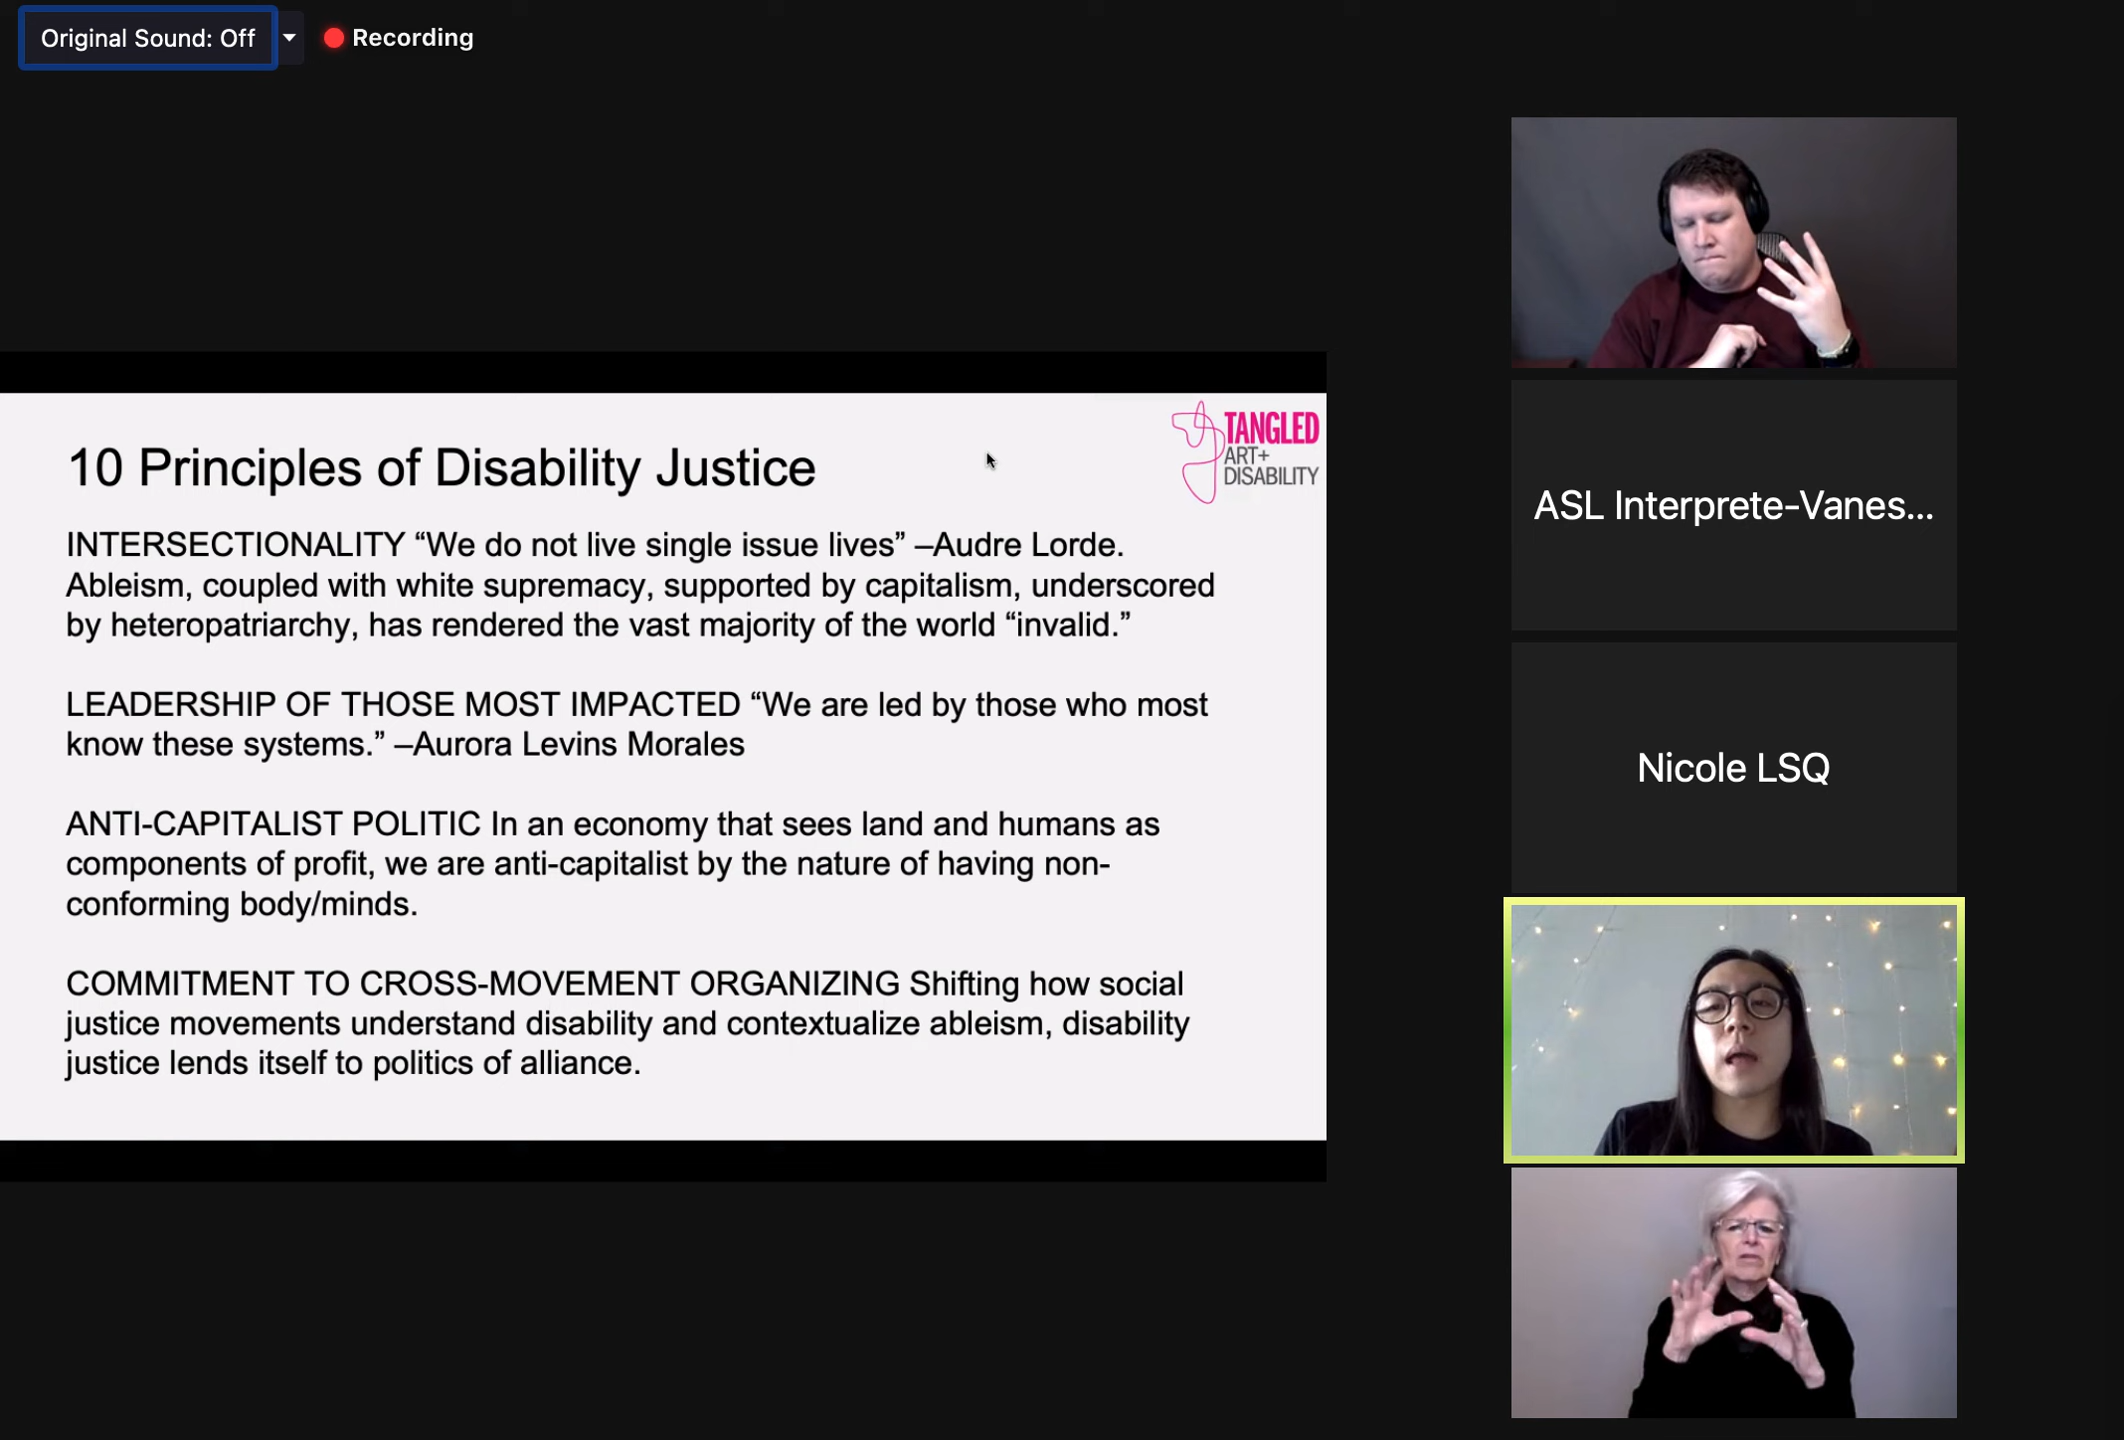 Original Sound: Off
Recording
TANGLED
ART+
DISABILITY
10 Principles of Disability Justice
INTERSECTIONALITY “We do not live single issue lives” –Audre Lorde.
Ableism, coupled with white supremacy, supported by capitalism, underscored
by heteropatriarchy, has rendered the vast majority of the world “invalid.”
LEADERSHIP OF THOSE MOST IMPACTED “We are led by those who most
know these systems.” –Aurora Levins Morales
ANTI-CAPITALIST POLITIC In an economy that sees land and humans as
components of profit, we are anti-capitalist by the nature of having non-
conforming body/minds.
COMMITMENT TO CROSS-MOVEMENT ORGANIZING Shifting how social
justice movements understand disability and contextualize ableism, disability
justice lends itself to politics of alliance.
ASL Interprete-Vanes...
Nicole LSQ